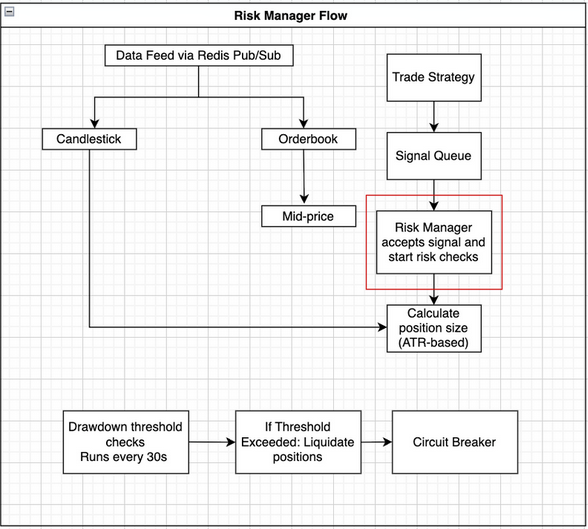 Risk Manager Flow
Data Feed via Redis Pub/Sub
Trade Strategy
Candlestick
Orderbook
Signal Queue
Mid-price
Risk Manager
accepts signal and
start risk checks
Calculate
position size
(ATR-based)
Drawdown threshold
checks
Runs every 30s
If Threshold
Exceeded: Liquidate
positions
Circuit Breaker